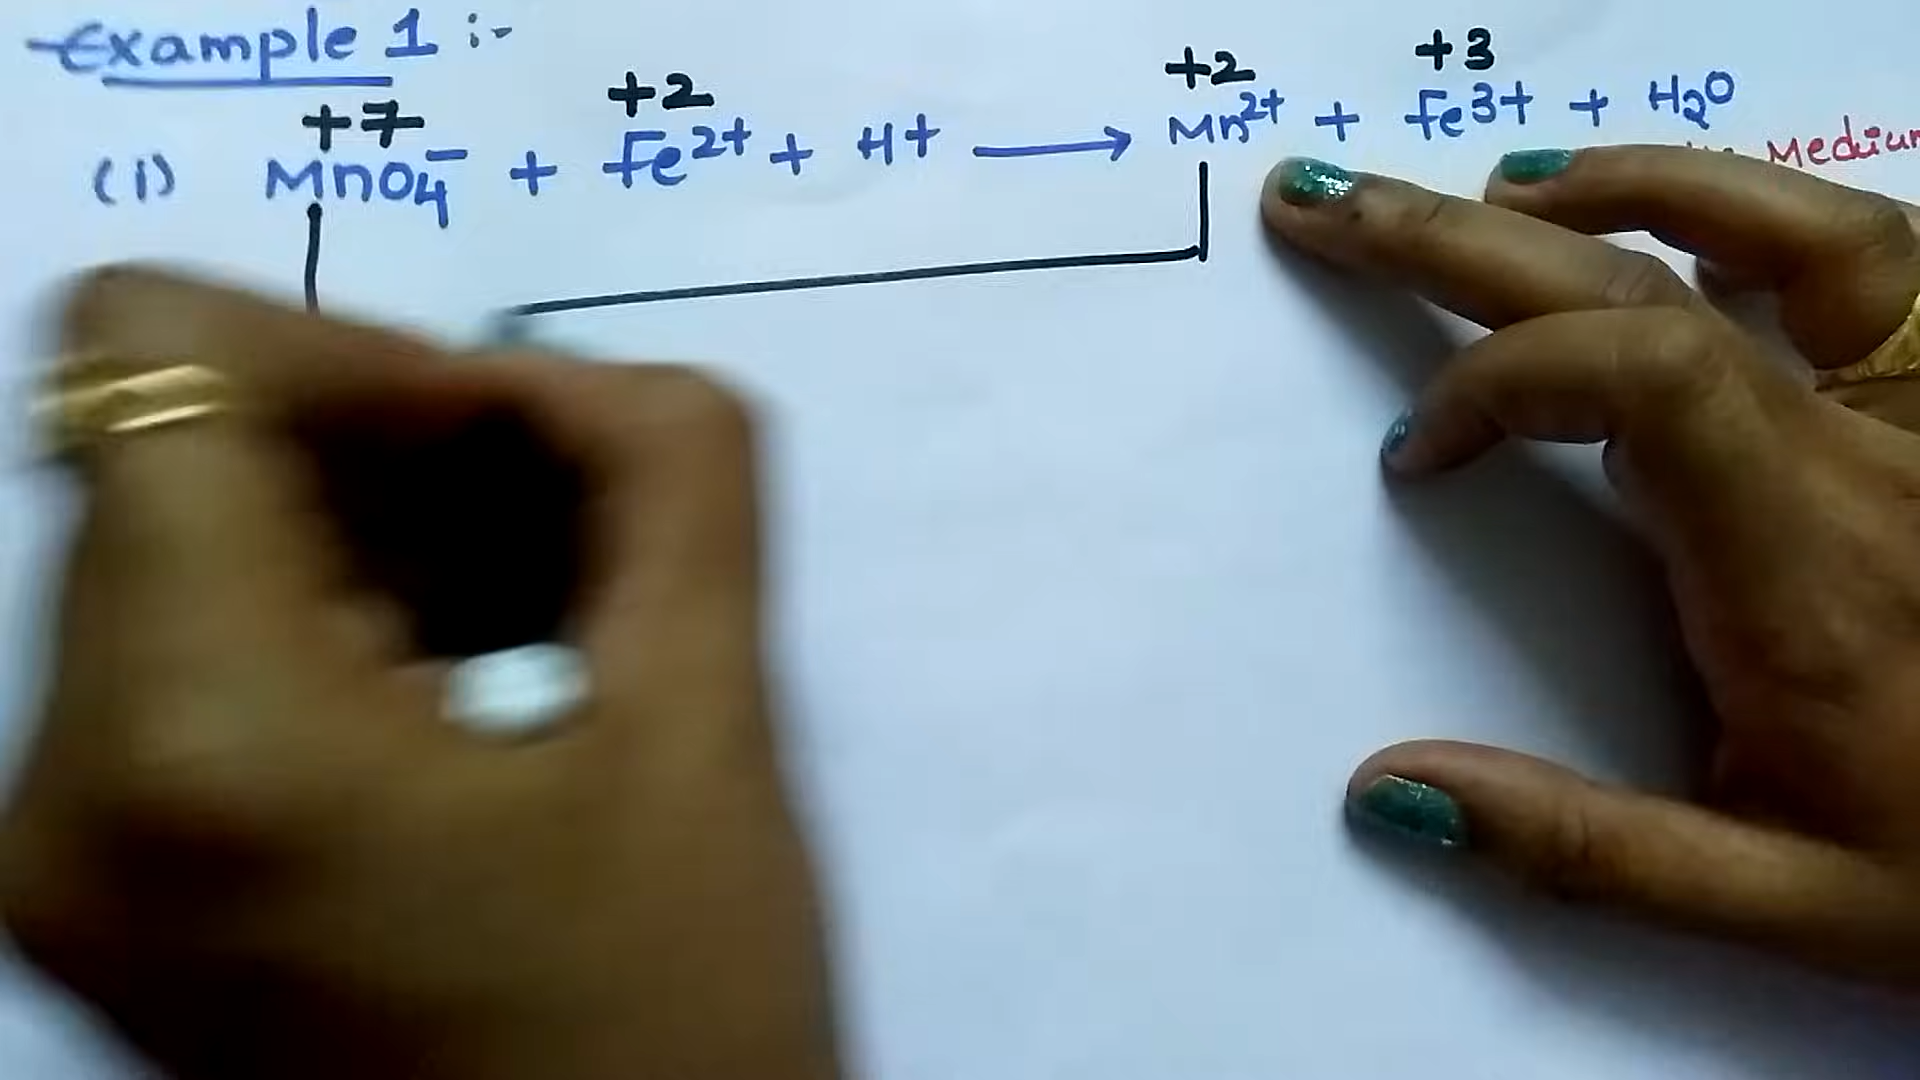 Example 1 :-
+7 +2 +2 +3
(1) MnO₄⁻ + Fe²⁺ + H⁺ ⟶ Mn²⁺ + Fe³⁺ + H₂O
Medium